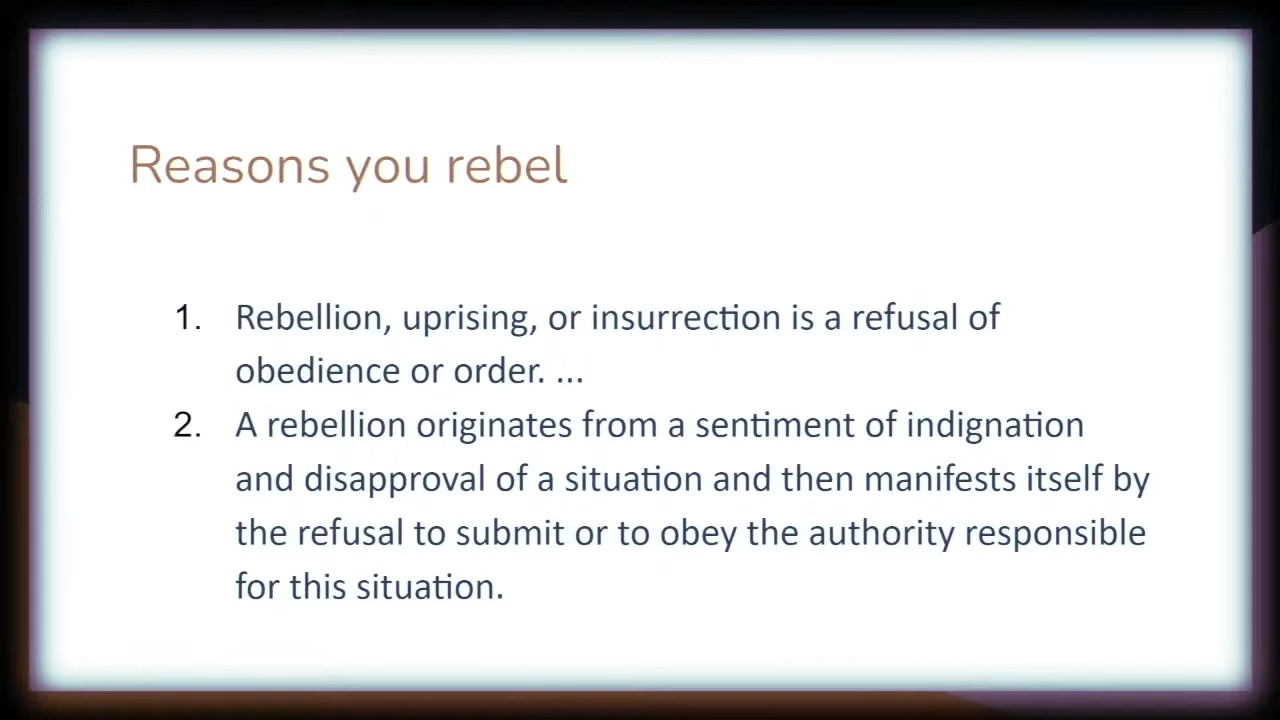 Reasons you rebel
1. Rebellion, uprising, or insurrection is a refusal of
obedience or order. ...
2. A rebellion originates from a sentiment of indignation
and disapproval of a situation and then manifests itself by
the refusal to submit or to obey the authority responsible
for this situation.